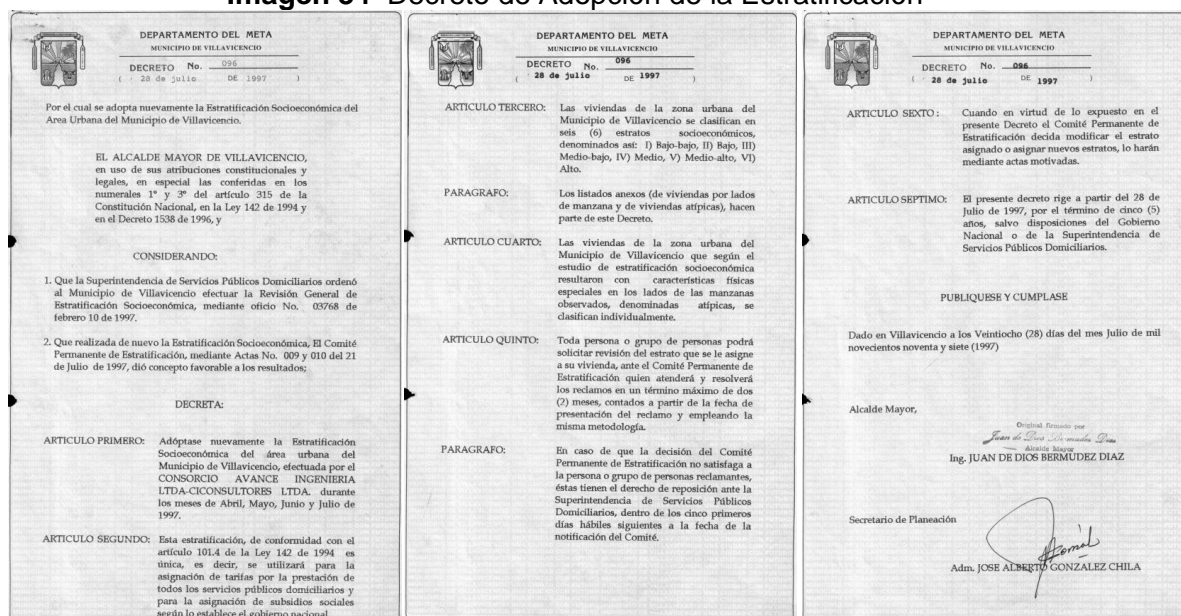 Decreto de Adopción de la Estratificación
DEPARTAMENTO DEL META
MUNICIPIO DE VILLAVICENCIO
DECRETO No. 096
( 28 de julio DE 1997 )
Por el cual se adopta nuevamente la Estratificación Socioeconómica del
Area Urbana del Municipio de Villavicencio.
EL ALCALDE MAYOR DE VILLAVICENCIO,
en uso de sus atribuciones constitucionales y
legales, en especial las conferidas en los
numerales 1º y 3º del artículo 315 de la
Constitución Nacional, en la Ley 142 de 1994 y
en el Decreto 1538 de 1996, y
CONSIDERANDO:
1. Que la Superintendencia de Servicios Públicos Domiciliarios ordenó
al Municipio de Villavicencio efectuar la Revisión General de
Estratificación Socioeconómica, mediante oficio No. 03768 de
febrero 10 de 1997.
2. Que realizada de nuevo la Estratificación Socioeconómica, El Comité
Permanente de Estratificación, mediante Actas No. 009 y 010 del 21
de Julio de 1997, dió concepto favorable a los resultados;
DECRETA:
ARTICULO PRIMERO: Adóptase nuevamente la Estratificación
Socioeconómica del área urbana del
Municipio de Villavicencio, efectuada por el
CONSORCIO AVANCE INGENIERIA
LTDA-CICONSULTORES LTDA. durante
los meses de Abril, Mayo, Junio y Julio de
1997.
ARTICULO SEGUNDO: Esta estratificación, de conformidad con el
artículo 101.4 de la Ley 142 de 1994 es
única, es decir, se utilizará para la
asignación de tarifas por la prestación de
todos los servicios públicos domiciliarios y
para la asignación de subsidios sociales
según lo establece el gobierno nacional.
DEPARTAMENTO DEL META
MUNICIPIO DE VILLAVICENCIO
DECRETO No. 096
( 28 de julio DE 1997 )
ARTICULO TERCERO: Las viviendas de la zona urbana del
Municipio de Villavicencio se clasifican en
seis (6) estratos socioeconómicos,
denominados así: I) Bajo-bajo, II) Bajo, III)
Medio-bajo, IV) Medio, V) Medio-alto, VI)
Alto.
PARAGRAFO: Los listados anexos (de viviendas por lados
de manzana y de viviendas atípicas), hacen
parte de este Decreto.
ARTICULO CUARTO: Las viviendas de la zona urbana del
Municipio de Villavicencio que según el
estudio de estratificación socioeconómica
resultaron con características físicas
especiales en los lados de las manzanas
observados, denominadas atípicas, se
clasifican individualmente.
ARTICULO QUINTO: Toda persona o grupo de personas podrá
solicitar revisión del estrato que se le asigne
a su vivienda, ante el Comité Permanente de
Estratificación quien atenderá y resolverá
los reclamos en un término máximo de dos
(2) meses, contados a partir de la fecha de
presentación del reclamo y empleando la
misma metodología.
PARAGRAFO: En caso de que la decisión del Comité
Permanente de Estratificación no satisfaga a
la persona o grupo de personas reclamantes,
éstas tienen el derecho de reposición ante la
Superintendencia de Servicios Públicos
Domiciliarios, dentro de los cinco primeros
días hábiles siguientes a la fecha de la
notificación del Comité.
DEPARTAMENTO DEL META
MUNICIPIO DE VILLAVICENCIO
DECRETO No. 096
( 28 de julio DE 1997 )
ARTICULO SEXTO: Cuando en virtud de lo expuesto en el
presente Decreto el Comité Permanente de
Estratificación decida modificar el estrato
asignado o asignar nuevos estratos, lo harán
mediante actas motivadas.
ARTICULO SEPTIMO: El presente decreto rige a partir del 28 de
Julio de 1997, por el término de cinco (5)
años, salvo disposiciones del Gobierno
Nacional o de la Superintendencia de
Servicios Públicos Domiciliarios.
PUBLIQUESE Y CUMPLASE
Dado en Villavicencio a los Veintiocho (28) días del mes Julio de mil
novecientos noventa y siete (1997)
Alcalde Mayor,
Original firmado por
Juan de Dios Bermudez Diaz
Alcalde Mayor
Ing. JUAN DE DIOS BERMUDEZ DIAZ
Secretario de Planeación
Adm. JOSE ALBERTO GONZALEZ CHILA